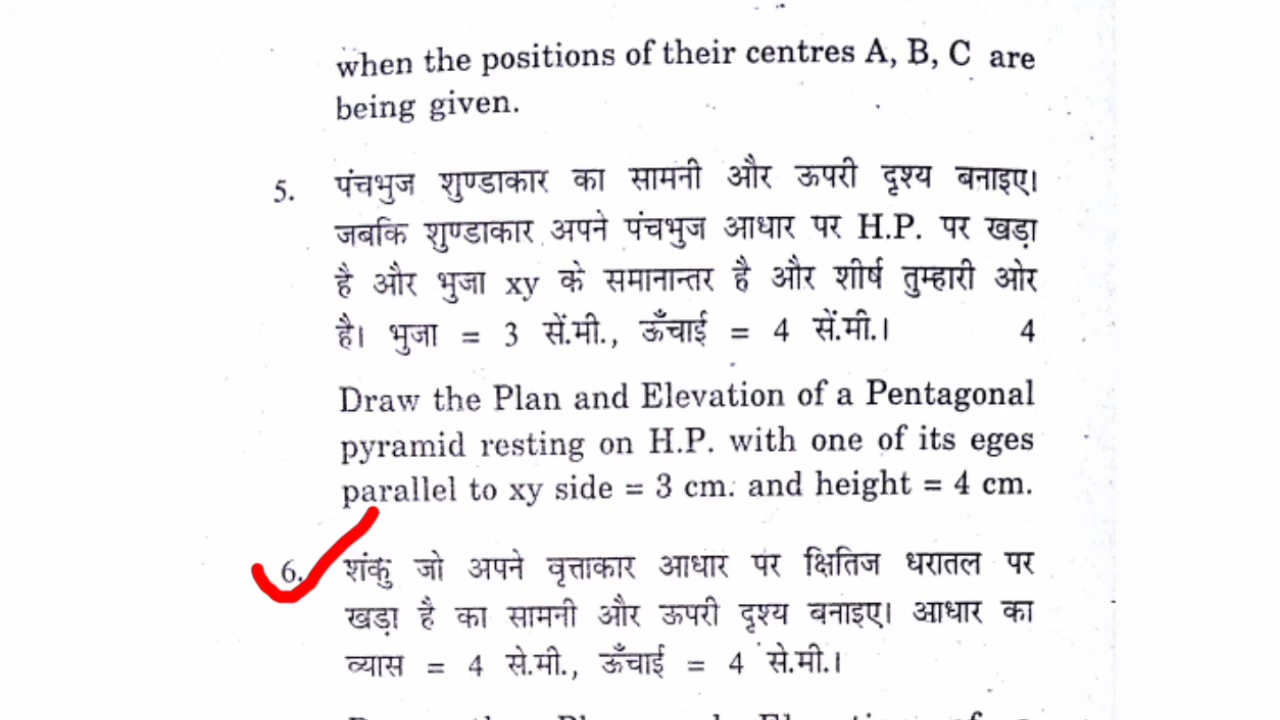 when the positions of their centres A, B, C are
being given.
5. पंचभुज शुण्डाकार का सामनी और ऊपरी दृश्य बनाइए।
जबकि शुण्डाकार अपने पंचभुज आधार पर H.P. पर खड़ा
है और भुजा xy के समानान्तर है और शीर्ष तुम्हारी ओर
है। भुजा = 3 सें.मी., ऊँचाई = 4 सें.मी.। 4
Draw the Plan and Elevation of a Pentagonal
pyramid resting on H.P. with one of its eges
parallel to xy side = 3 cm. and height = 4 cm.
6. शंकु जो अपने वृत्ताकार आधार पर क्षितिज धरातल पर
खड़ा है का सामनी और ऊपरी दृश्य बनाइए। आधार का
व्यास = 4 से.मी., ऊँचाई = 4 से.मी.।